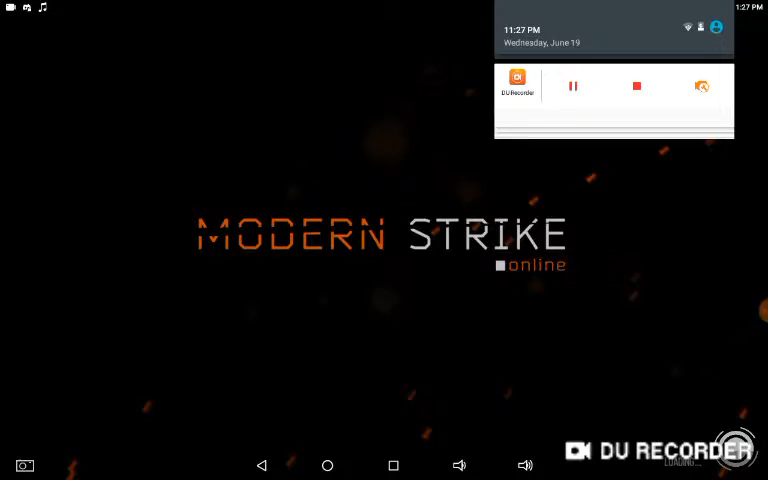 11:27 PM
1:27 PM
Wednesday, June 19
DU Recorder
MODERN STRIKE
online
DU RECORDER
LOADING...